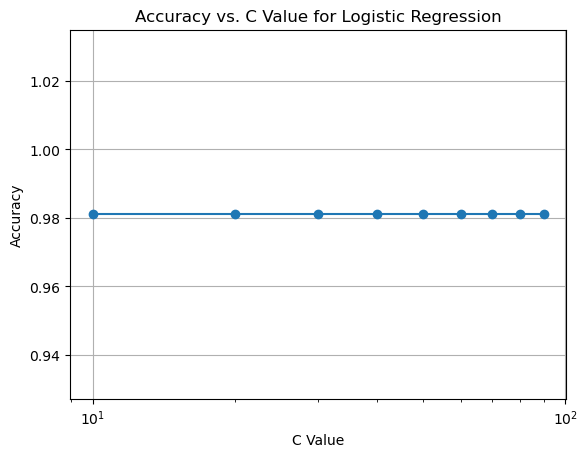 Accuracy vs. C Value for Logistic Regression
1.02
1.00
0.98
0.96
0.94
Accuracy
10¹
10²
C Value